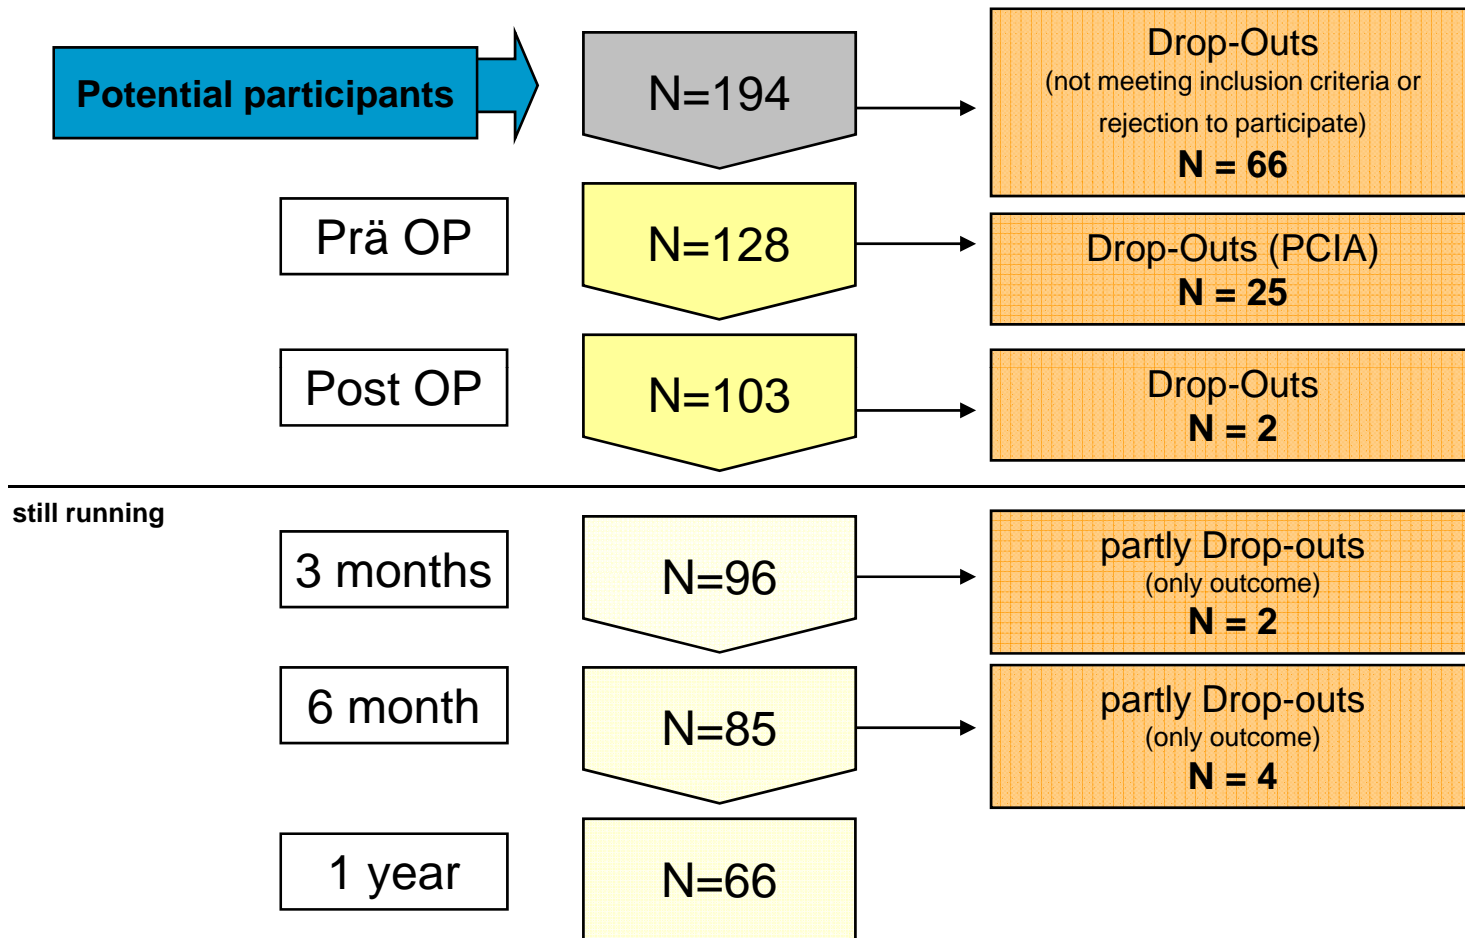 Potential participants
N=194
Drop-Outs
(not meeting inclusion criteria or
rejection to participate)
N = 66
Prä OP
N=128
Drop-Outs (PCIA)
N = 25
Post OP
N=103
Drop-Outs
N = 2
still running
3 months
N=96
partly Drop-outs
(only outcome)
N = 2
6 month
N=85
partly Drop-outs
(only outcome)
N = 4
1 year
N=66